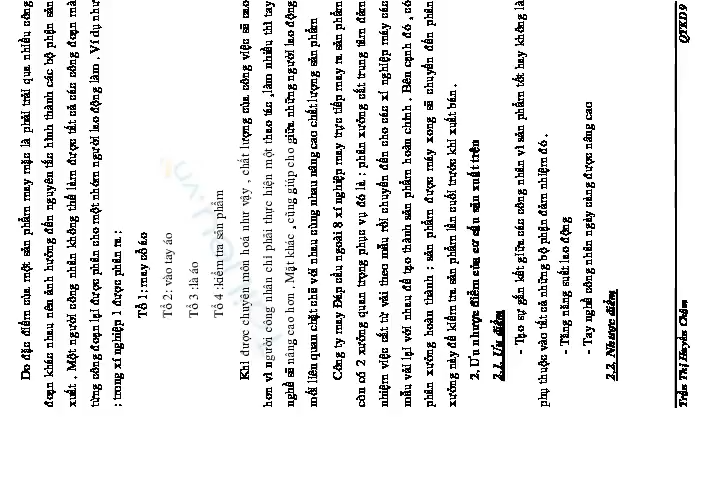 Do đặc điểm của một sản phẩm may mặc là phải trải qua nhiều công
đoạn khác nhau nên ảnh hưởng đến nguyên tắc hình thành các bộ phận sản
xuất . Một người công nhân không thể làm được tất cả các công đoạn mà
từng công đoạn lại được phân cho một nhóm người lao động làm . Ví dụ như
: trong xí nghiệp 1 được phân ra :
Tổ 1: may cổ áo
Tổ 2: vào tay áo
Tổ 3 :là áo
Tổ 4 :kiểm tra sản phẩm
Khi được chuyên môn hoá như vậy , chất lượng của công việc sẽ cao
hơn vì người công nhân chỉ phải thực hiện một thao tác ,làm nhiều thì tay
nghề sẽ nâng cao hơn . Mặt khác , cũng giúp cho giữa những người lao động
mối liên quan chặt chẽ với nhau cùng nhau nâng cao chất lượng sản phẩm
Công ty may Đáp cầu ngoài 8 xí nghiệp may trực tiếp may ra sản phẩm
còn có 2 xưởng quan trọng phục vụ đó là : phân xưởng cắt trung tâm đảm
nhiệm việc cắt từ vải theo mẫu rồi chuyển đến cho các xí nghiệp máy các
mẫu vải lại với nhau để tạo thành sản phẩm hoàn chỉnh . Bên cạnh đó , có
phân xưởng hoàn thành : sản phẩm được máy xong sẽ chuyển đến phân
xưởng này để kiểm tra sản phẩm lần cuối trước khi xuất bán .
2. Ưu nhược điểm của cơ cấu sản xuất trên
2.1. Ưu điểm
- Tạo sự gắn kết giữa các công nhân vì sản phẩm tốt hay không là
phụ thuộc vào tất cả những bộ phận đảm nhiệm đó .
- Tăng năng suất lao động
- Tay nghề công nhân ngày càng được nâng cao
2.2. Nhược điểm
Trần Thị Huyền Châm QTKD9